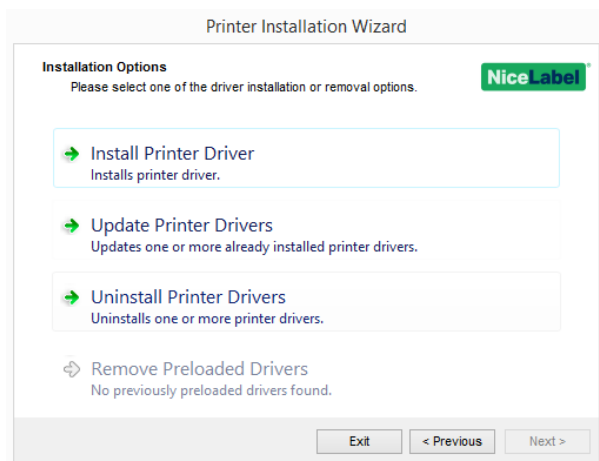 Printer Installation Wizard
Installation Options
Please select one of the driver installation or removal options.
NiceLabel
Install Printer Driver
Installs printer driver.
Update Printer Drivers
Updates one or more already installed printer drivers.
Uninstall Printer Drivers
Uninstalls one or more printer drivers.
Remove Preloaded Drivers
No previously preloaded drivers found.
Exit
< Previous
Next >